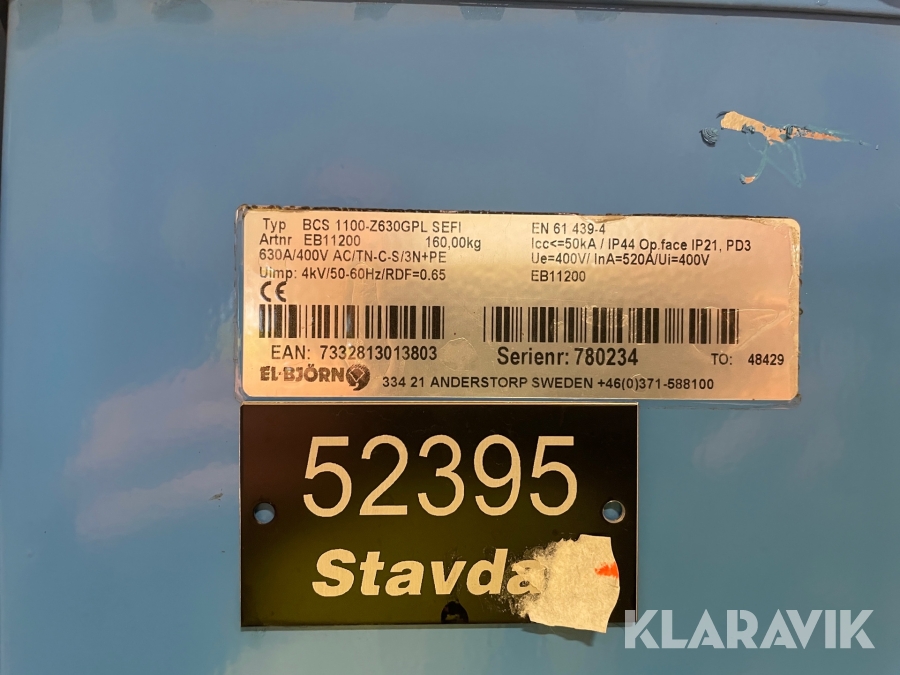 Typ BCS 1100-Z630GPL SEFI
Artnr EB11200 160,00kg
630A/400V AC/TN-C-S/3N+PE
Uimp: 4kV/50-60Hz/RDF=0.65
EN 61 439-4
Icc<=50kA / IP44 Op.face IP21, PD3
Ue=400V/ InA=520A/Ui=400V
EB11200
CE
EAN: 7332813013803
Serienr: 780234
TO: 48429
EL-BJÖRN 334 21 ANDERSTORP SWEDEN +46(0)371-588100
52395
Stavda
KLARAVIK